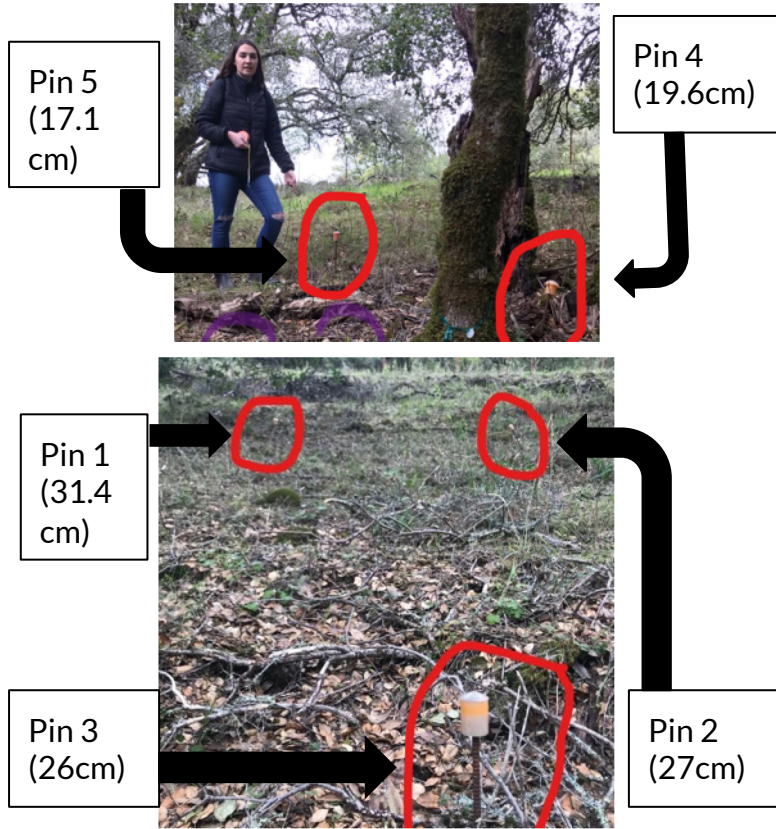 Pin 5
(17.1
cm)
Pin 4
(19.6cm)
Pin 1
(31.4
cm)
Pin 3
(26cm)
Pin 2
(27cm)